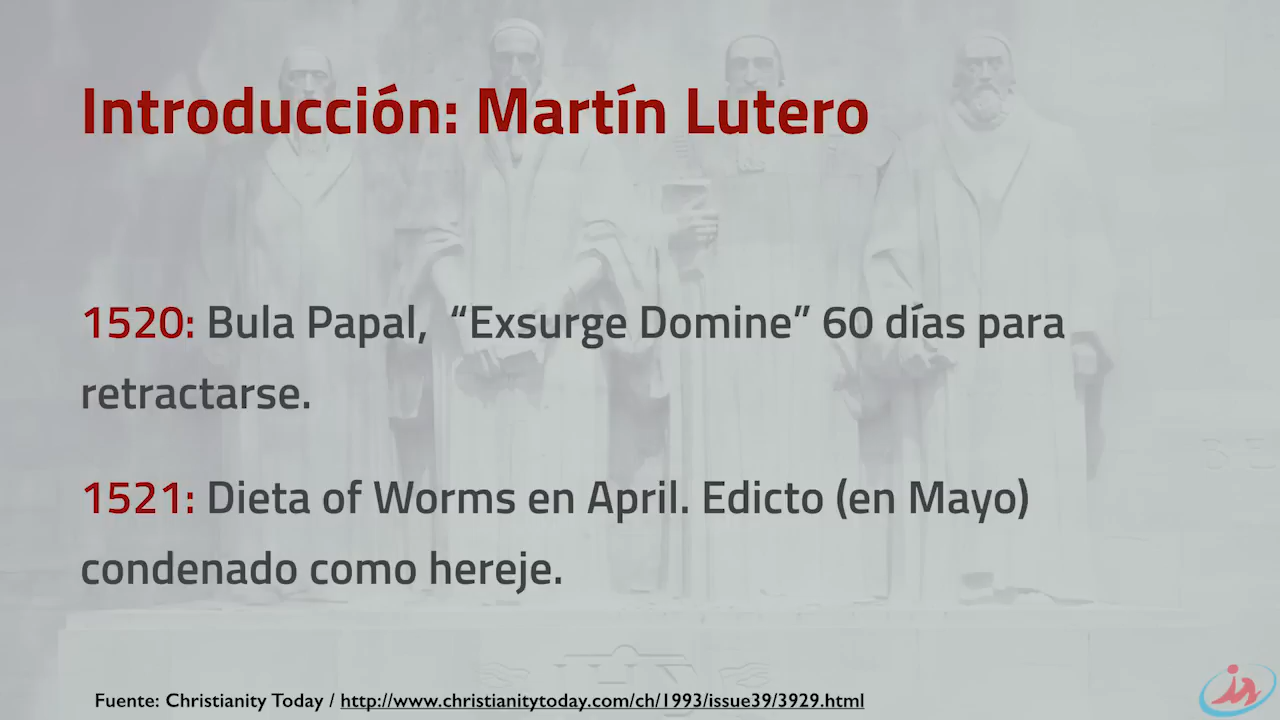 Introducción: Martín Lutero
1520: Bula Papal, “Exsurge Domine” 60 días para
retractarse.
1521: Dieta of Worms en April. Edicto (en Mayo)
condenado como hereje.
Fuente: Christianity Today / http://www.christianitytoday.com/ch/1993/issue39/3929.html